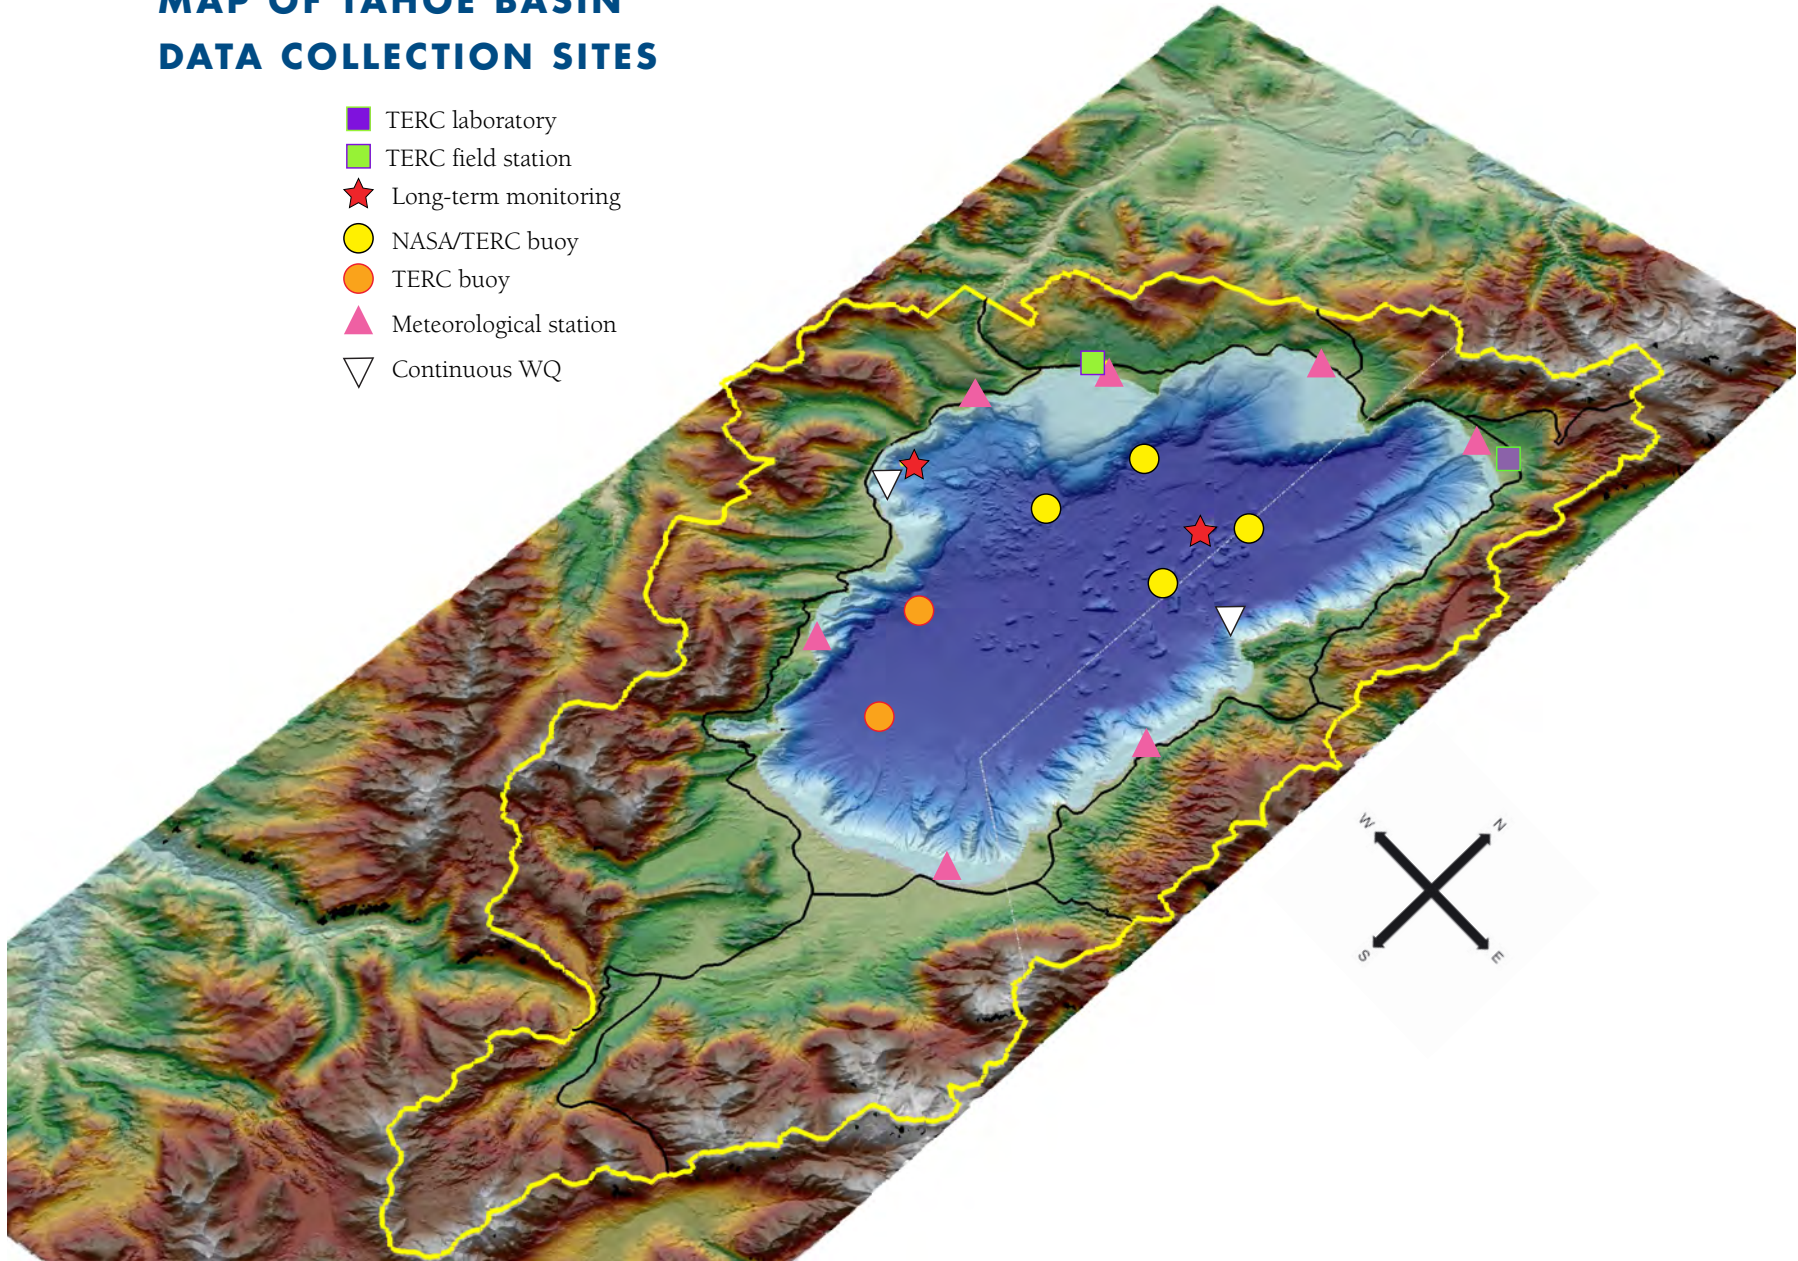 MAP OF TAHOE BASIN
DATA COLLECTION SITES
TERC laboratory
TERC field station
Long-term monitoring
NASA/TERC buoy
TERC buoy
Meteorological station
Continuous WQ
W
N
S
E